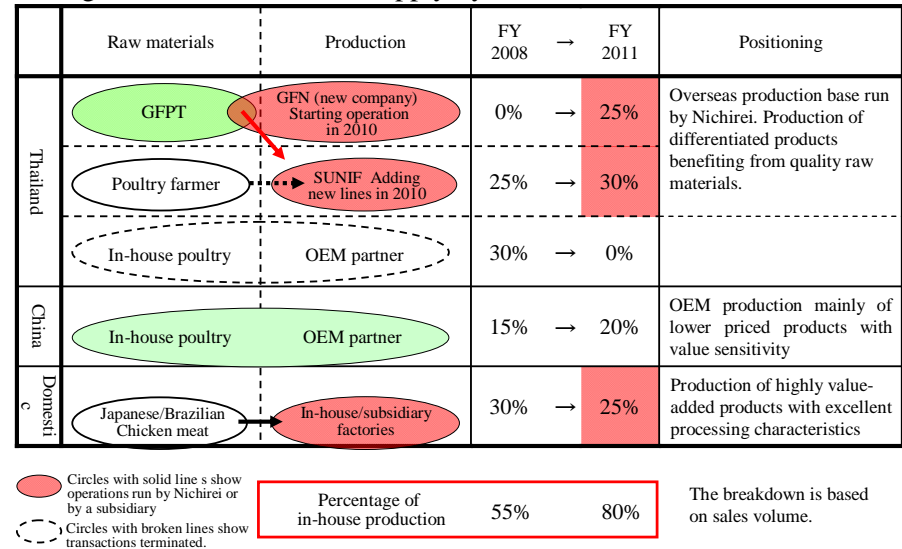 Raw materials
Production
FY
2008
→
FY
2011
Positioning
Thailand
GFPT
GFN (new company)
Starting operation
in 2010
0%
→
25%
Overseas production base run
by Nichirei. Production of
differentiated products
benefiting from quality raw
materials.
Poultry farmer
SUNIF Adding
new lines in 2010
25%
→
30%
In-house poultry
OEM partner
30%
→
0%
China
In-house poultry
OEM partner
15%
→
20%
OEM production mainly of
lower priced products with
value sensitivity
Domesti
c
Japanese/Brazilian
Chicken meat
In-house/subsidiary
factories
30%
→
25%
Production of highly value-
added products with excellent
processing characteristics
Circles with solid line s show
operations run by Nichirei or
by a subsidiary
Circles with broken lines show
transactions terminated.
Percentage of
in-house production
55%
80%
The breakdown is based
on sales volume.